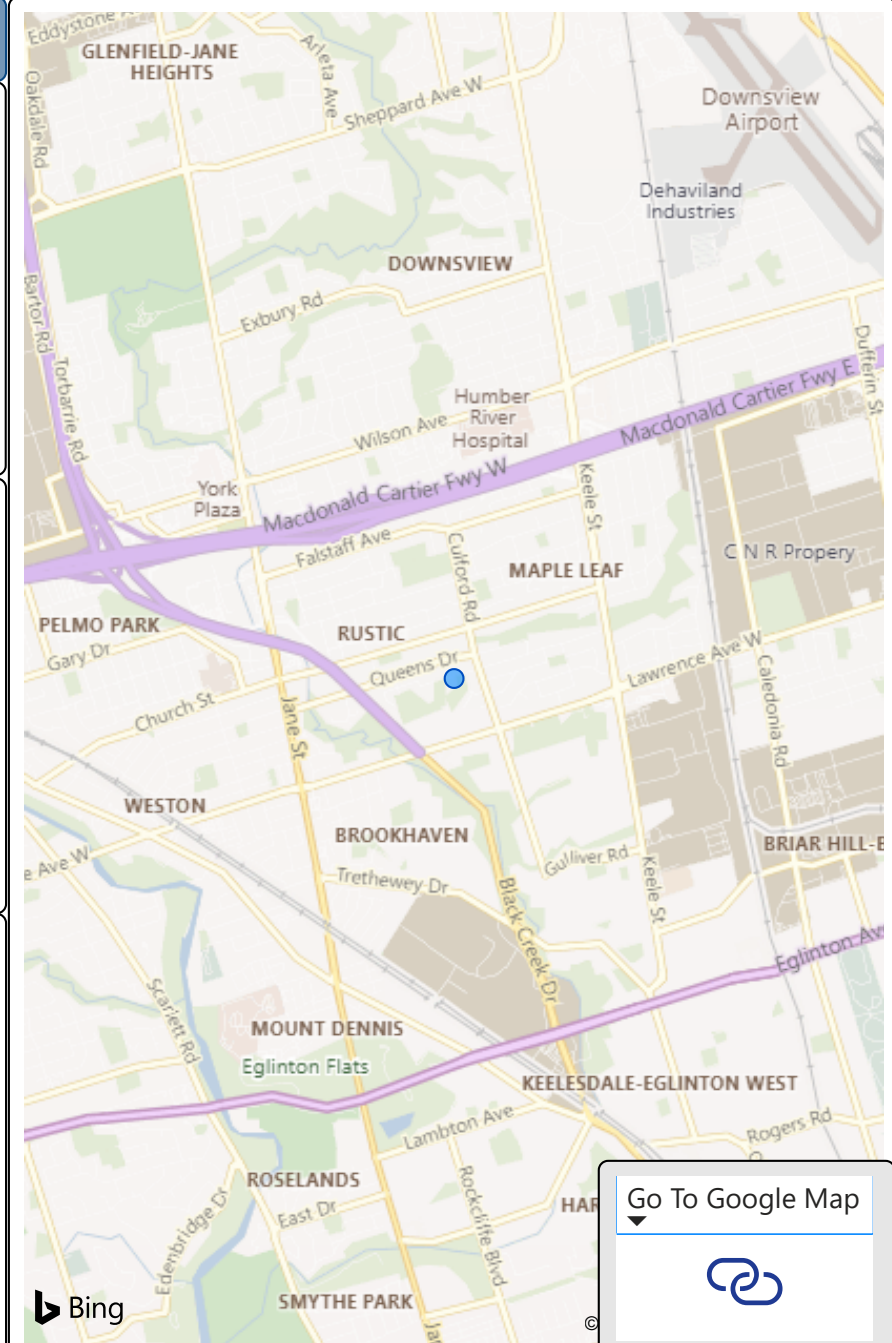 Eddystone A
GLENFIELD-JANE
HEIGHTS
Arleta Ave
Oakdale Rd
Sheppard Ave W
Downsview
Airport
Dehaviland
Industries
DOWNSVIEW
Bartor Rd
Exbury Rd
Torbarrie Rd
Dufferin St
Humber
River
Hospital
Macdonald Cartier Fwy E
Wilson Ave
York
Plaza
Macdonald Cartier Fwy W
Keele St
Falstaff Ave
Culford Rd
C N R Propery
MAPLE LEAF
PELMO PARK
RUSTIC
Gary Dr
Queens Dr
Lawrence Ave W
Church St
Jane St
Caledonia Rd
WESTON
BROOKHAVEN
BRIAR HILL-B
e Ave W
Gulliver Rd
Trethewey Dr
Keele St
Black Creek Dr
Eglinton Av
Scarlett Rd
MOUNT DENNIS
Eglinton Flats
KEELESDALE-EGLINTON WEST
Lambton Ave
Rogers Rd
ROSELANDS
Rockcliffe Blvd
HAR
Edenbridge Dr
East Dr
Go To Google Map
SMYTHE PARK
Bing
©